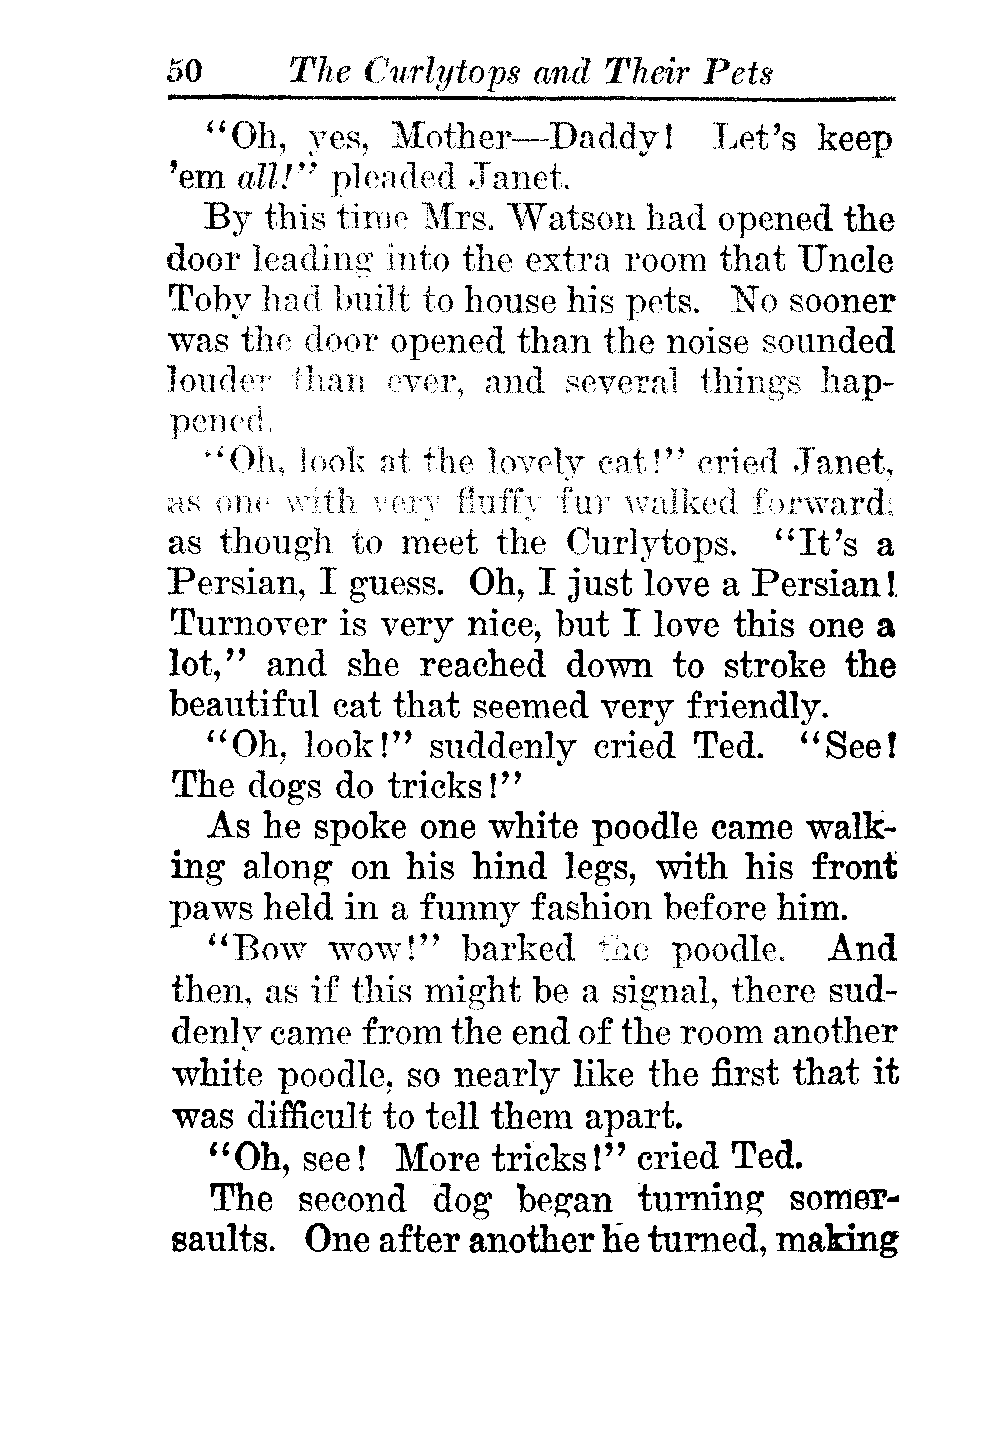 50 The Curlytops and Their Pets
“Oh, yes, Mother—Daddy! Let’s keep
’em all!” pleaded Janet.
By this time Mrs. Watson had opened the
door leading into the extra room that Uncle
Toby had built to house his pets. No sooner
was the door opened than the noise sounded
louder than ever, and several things hap-
pened.
“Oh, look at the lovely cat!” cried Janet,
as one with very fluffy fur walked forward,
as though to meet the Curlytops. “It’s a
Persian, I guess. Oh, I just love a Persian!
Turnover is very nice, but I love this one a
lot,” and she reached down to stroke the
beautiful cat that seemed very friendly.
“Oh, look!” suddenly cried Ted. “See!
The dogs do tricks!”
As he spoke one white poodle came walk-
ing along on his hind legs, with his front
paws held in a funny fashion before him.
“Bow wow!” barked the poodle. And
then, as if this might be a signal, there sud-
denly came from the end of the room another
white poodle, so nearly like the first that it
was difficult to tell them apart.
“Oh, see! More tricks!” cried Ted.
The second dog began turning somer-
saults. One after another he turned, making